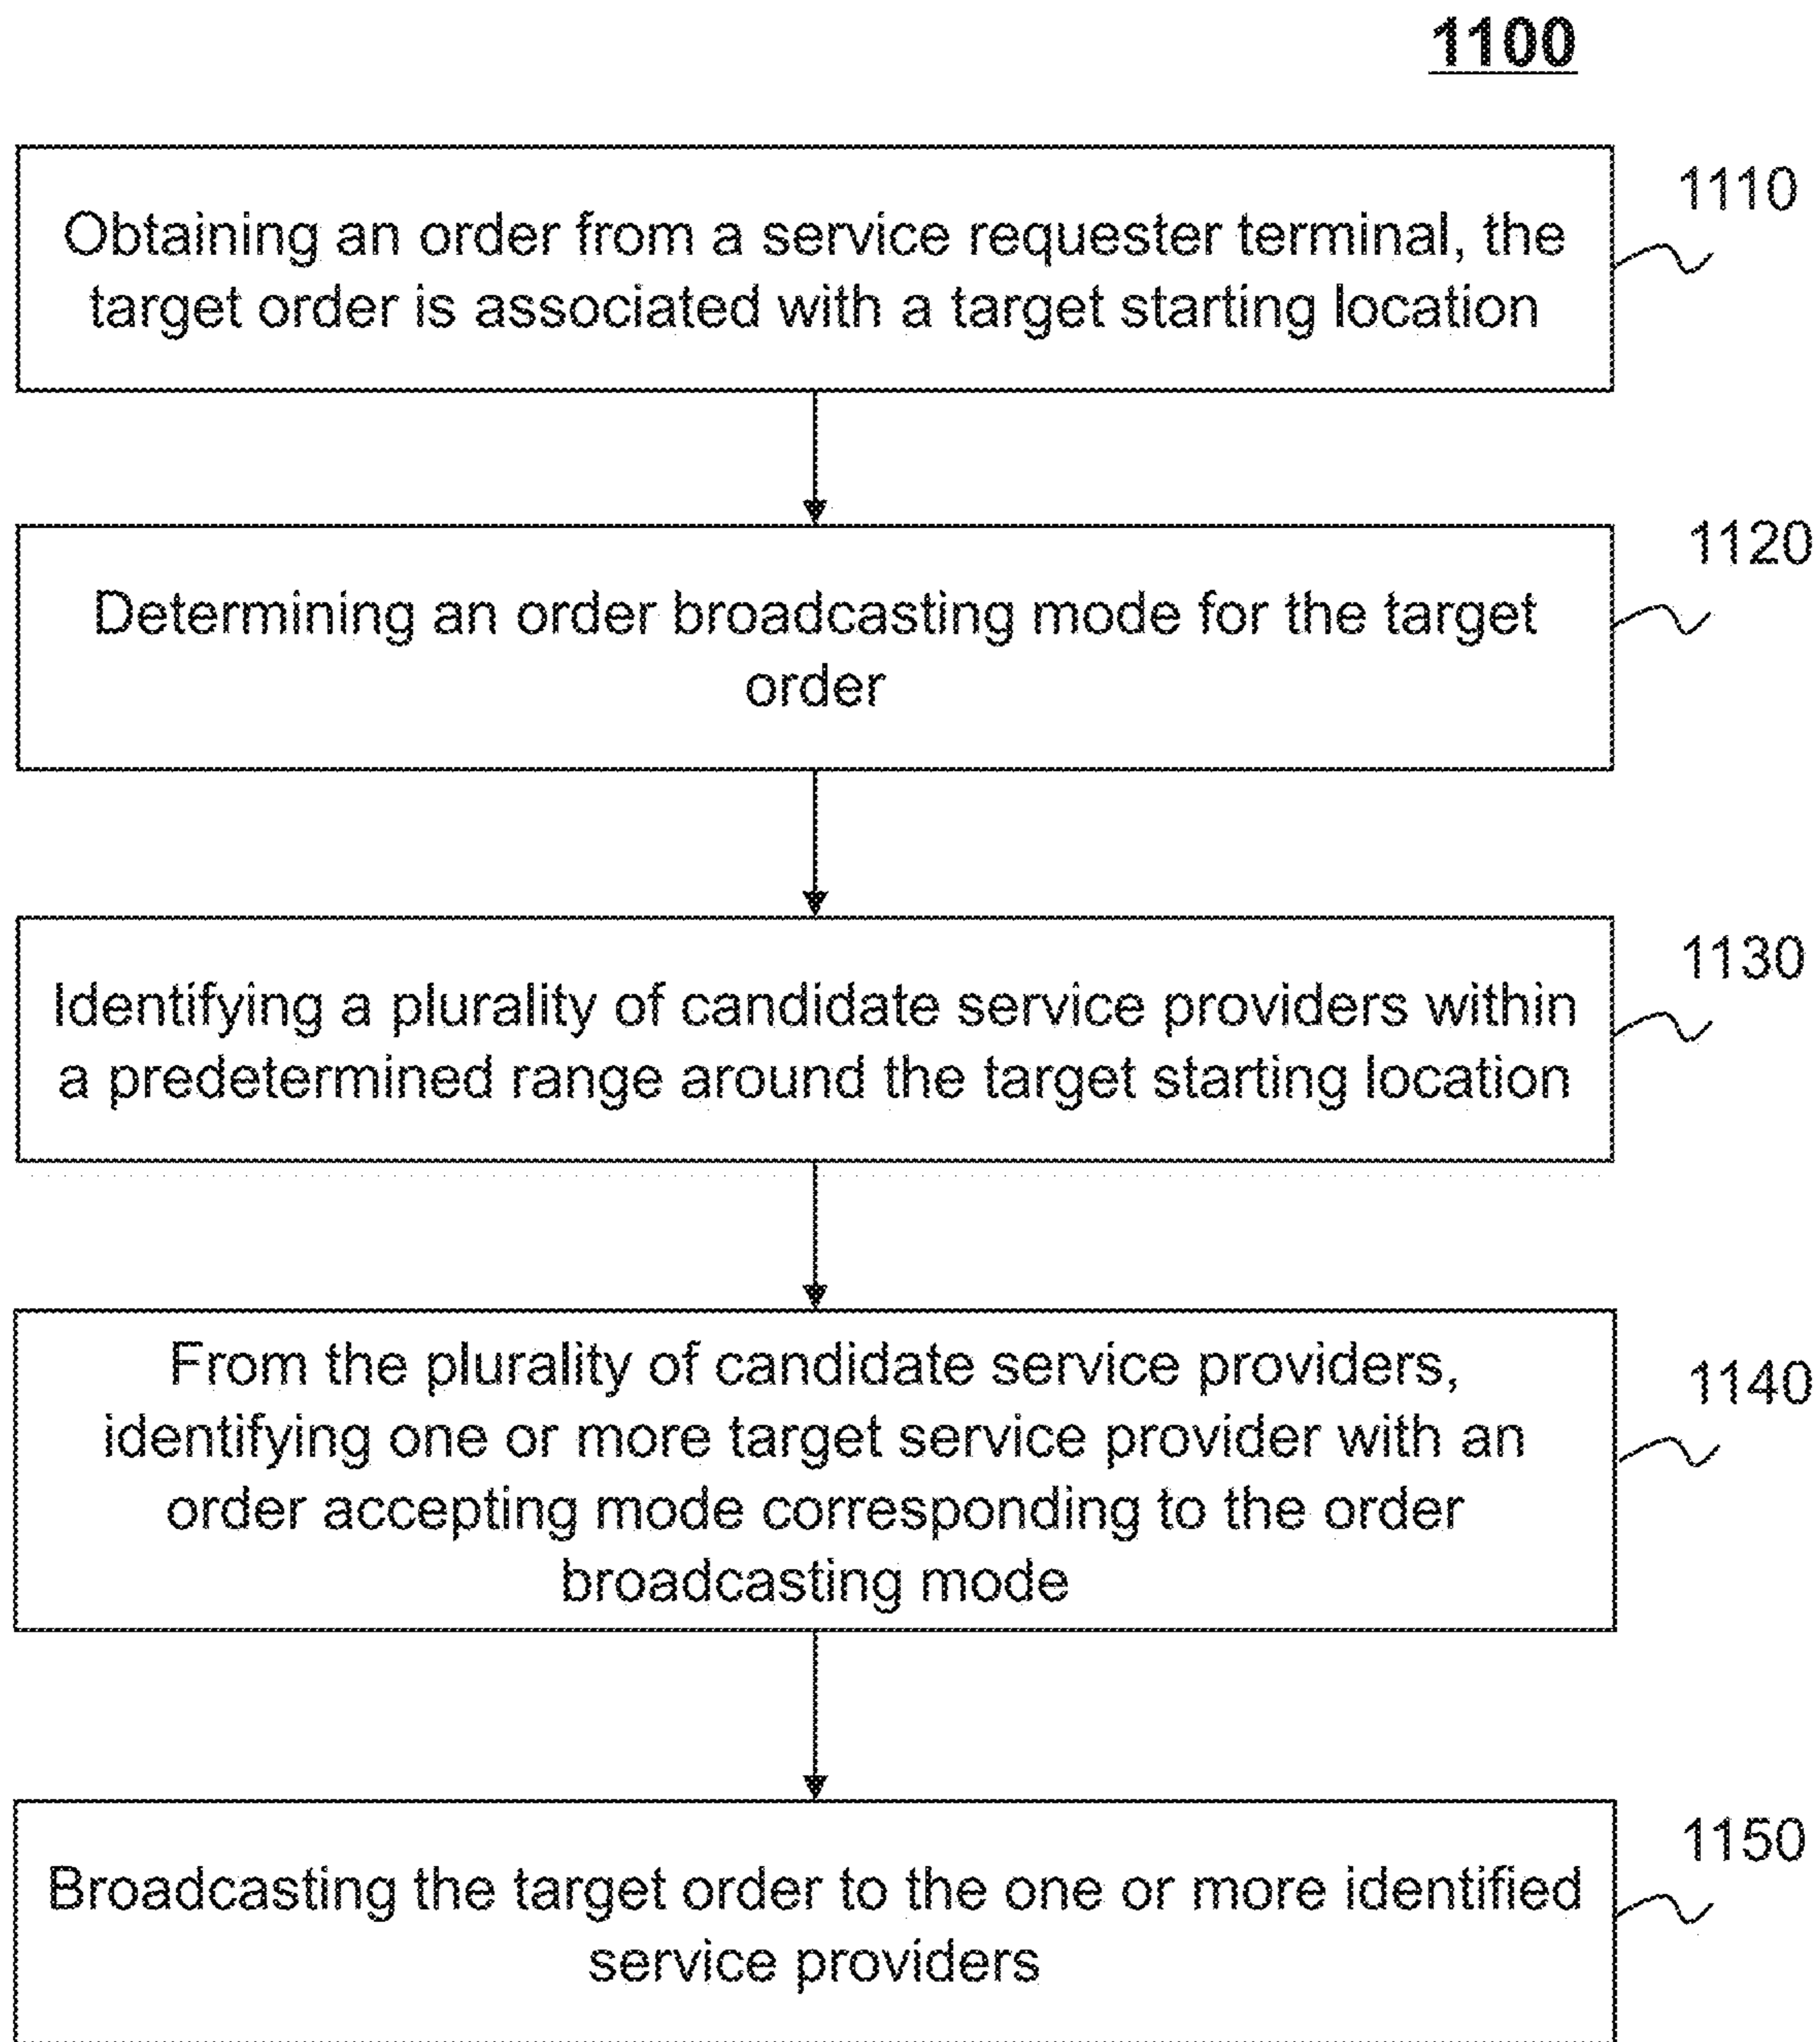 1100
Obtaining an order from a service requester terminal, the
target order is associated with a target starting location
1110
Determining an order broadcasting mode for the target
order
1120
Identifying a plurality of candidate service providers within
a predetermined range around the target starting location
1130
From the plurality of candidate service providers,
identifying one or more target service provider with an
order accepting mode corresponding to the order
broadcasting mode
1140
Broadcasting the target order to the one or more identified
service providers
1150